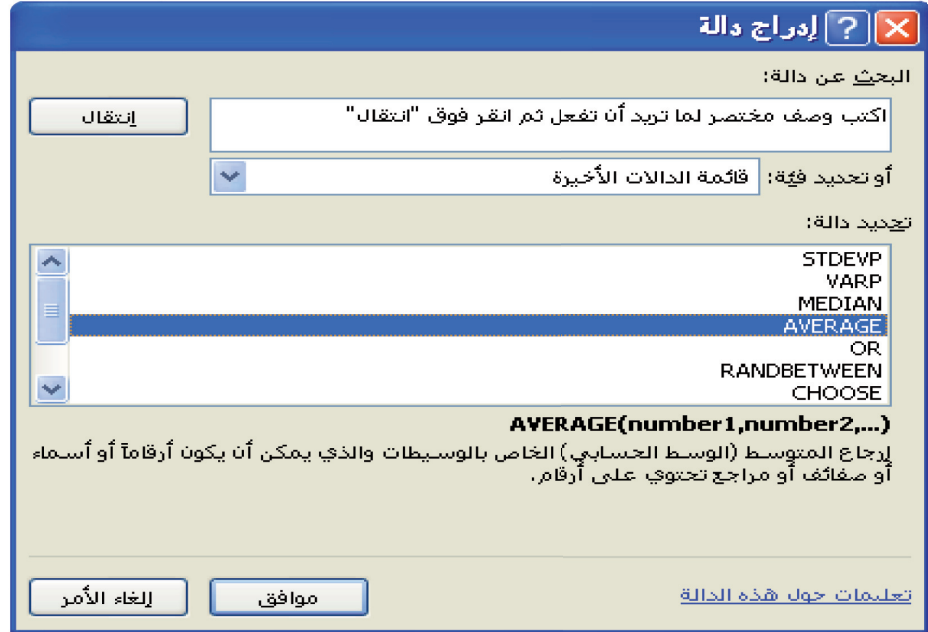 إدراج دالة
البحث عن دالة:
اكتب وصف مختصر لما تريد أن تفعل ثم انقر فوق "انتقال"
إنتقال
أو تحديد فئة: قائمة الدالات الأخيرة
تحديد دالة:
STDEVP
VARP
MEDIAN
AVERAGE
OR
RANDBETWEEN
CHOOSE
AVERAGE(number1,number2,...)
إرجاع المتوسط (الوسط الحسابي) الخاص بالوسيطات والذي يمكن أن يكون أرقاماً أو أسماء
أو صفائف أو مراجع تحتوي على أرقام.
تعليمات حول هذه الدالة
موافق
إلغاء الأمر